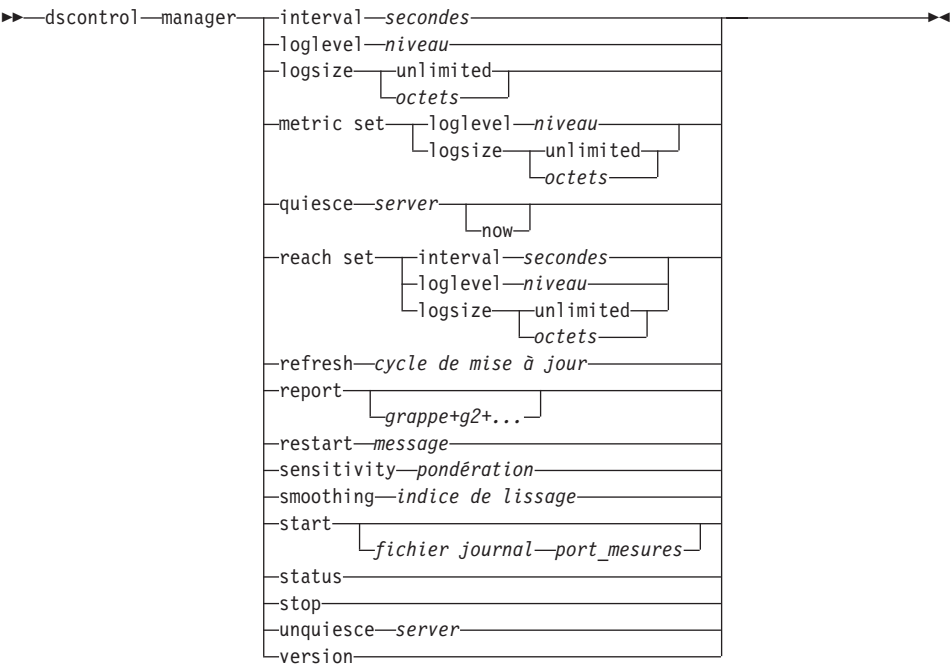 dscontrol manager interval secondes
loglevel niveau
logsize unlimited
octets
metric set loglevel niveau
logsize unlimited
octets
quiesce server
now
reach set interval secondes
loglevel niveau
logsize unlimited
octets
refresh cycle de mise à jour
report
grappe+g2+...
restart message
sensitivity pondération
smoothing indice de lissage
start
fichier journal port_mesures
status
stop
unquiesce server
version